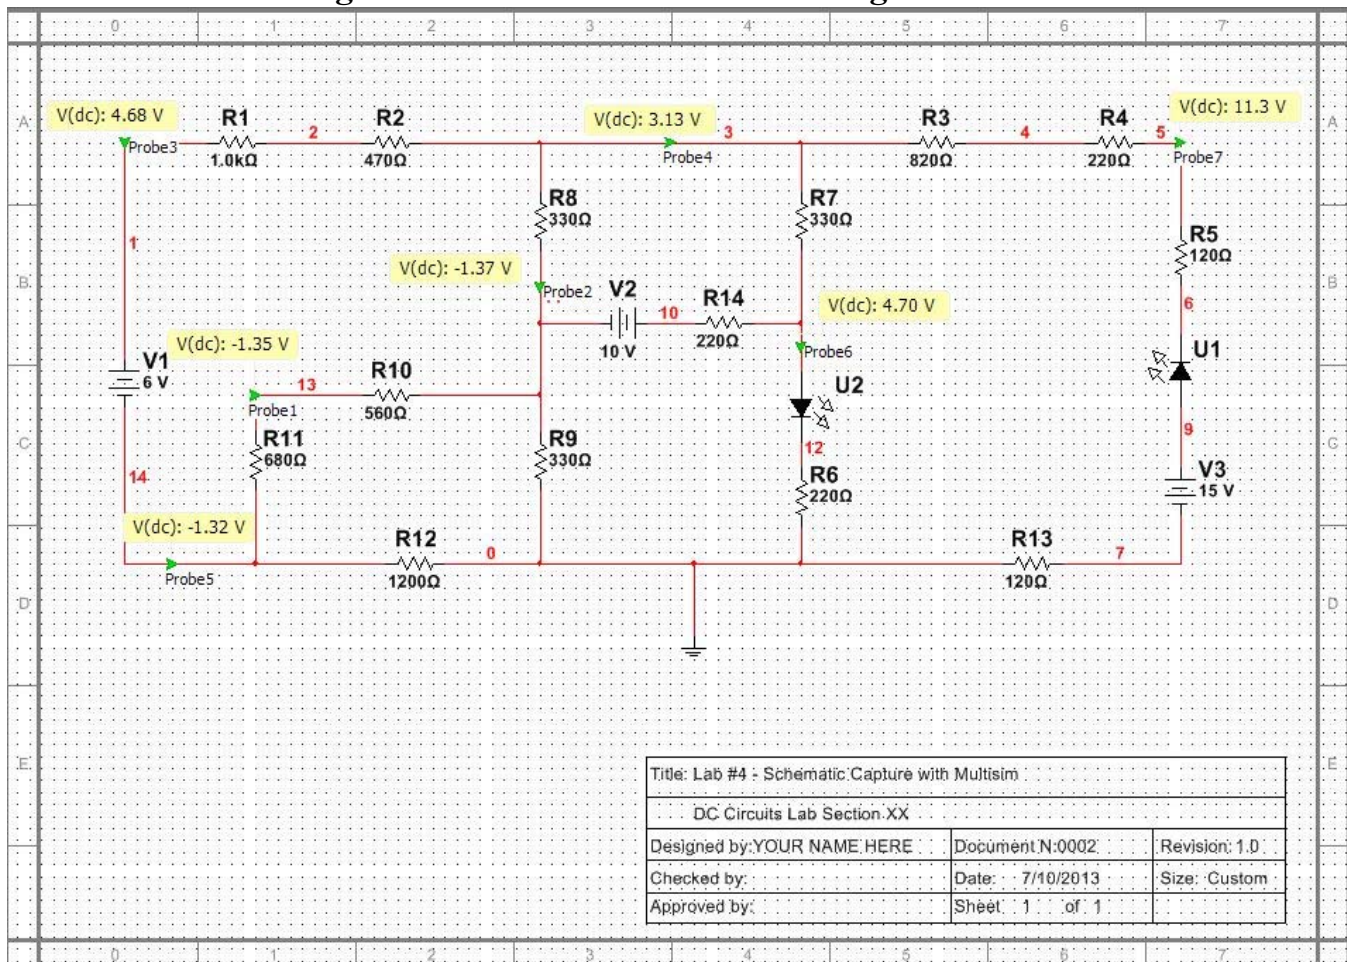 0 1 2 3 4 5 6 7
V(dc): 4.68 V R1 2 R2 V(dc): 3.13 V 3 R3 4 R4 5 V(dc): 11.3 V
A Probe3 1.0kΩ 470Ω Probe4 820Ω 220Ω Probe7 A
R8 R7
330Ω 330Ω
1 R5
120Ω
B V(dc): -1.37 V Probe2 V2 10 R14 V(dc): 4.70 V 6 B
10 V 220Ω Probe6 U1
V(dc): -1.35 V
V1
6 V 13 R10 U2
Probe1 560Ω 9
C R11 R9 12 C
680Ω 330Ω R6 V3
14 220Ω 15 V
V(dc): -1.32 V R12 0 R13 7
Probe5 1200Ω 120Ω
D D
E E
Title: Lab #4 - Schematic Capture with Multisim
DC Circuits Lab Section XX
Designed by:YOUR NAME HERE Document N:0002 Revision: 1.0
Checked by: Date: 7/10/2013 Size: Custom
Approved by: Sheet 1 of 1
0 1 2 3 4 5 6 7